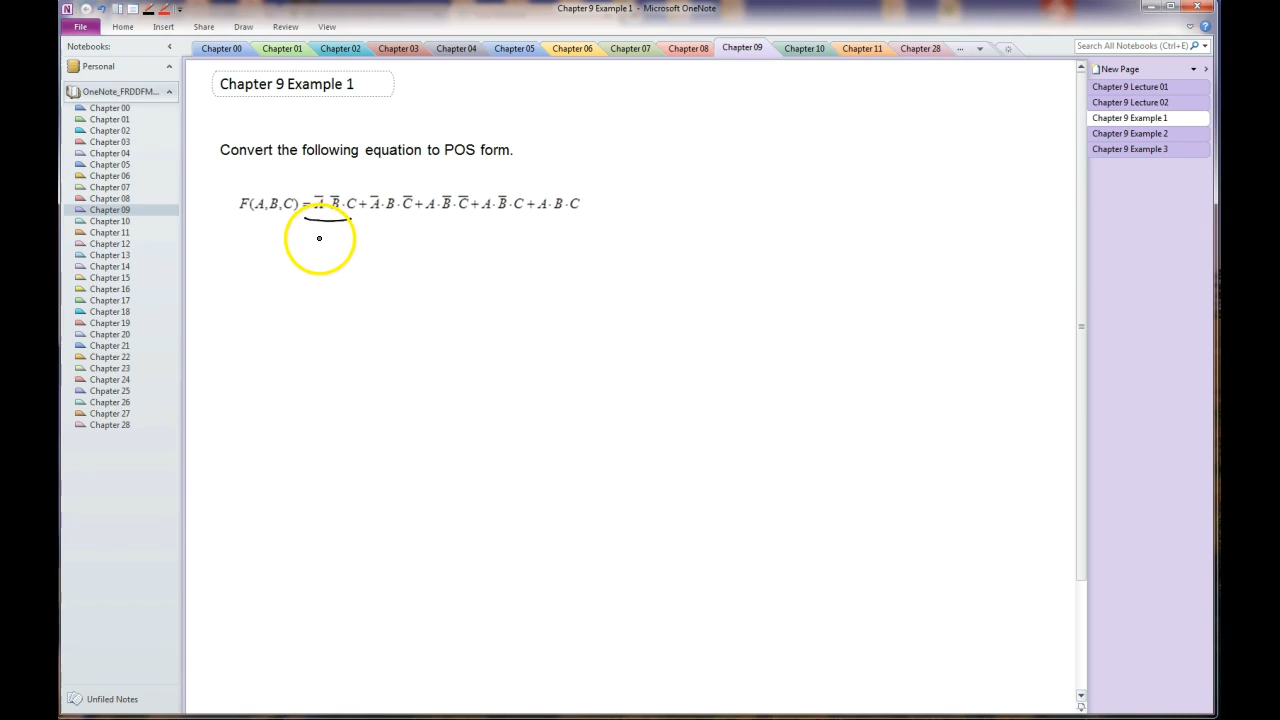 Chapter 9 Example 1 - Microsoft OneNote
File Home Insert Share Draw Review View
Notebooks:
Chapter 00 Chapter 01 Chapter 02 Chapter 03 Chapter 04 Chapter 05 Chapter 06 Chapter 07 Chapter 08 Chapter 09 Chapter 10 Chapter 11 Chapter 28 ...
Search All Notebooks (Ctrl+E)
Personal
OneNote_FRDDFM...
Chapter 00
Chapter 01
Chapter 02
Chapter 03
Chapter 04
Chapter 05
Chapter 06
Chapter 07
Chapter 08
Chapter 09
Chapter 10
Chapter 11
Chapter 12
Chapter 13
Chapter 14
Chapter 15
Chapter 16
Chapter 17
Chapter 18
Chapter 19
Chapter 20
Chapter 21
Chapter 22
Chapter 23
Chapter 24
Chpater 25
Chapter 26
Chapter 27
Chapter 28
Unfiled Notes
Chapter 9 Example 1
Convert the following equation to POS form.
F(A,B,C) = A̅·B̅·C + A̅·B·C̅ + A·B̅·C̅ + A·B̅·C + A·B·C
New Page
Chapter 9 Lecture 01
Chapter 9 Lecture 02
Chapter 9 Example 1
Chapter 9 Example 2
Chapter 9 Example 3